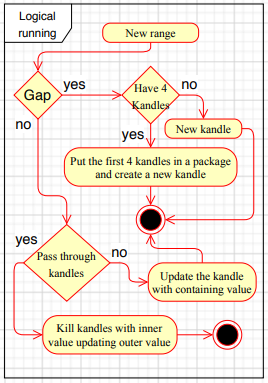 Logical
running
New range
Gap
yes
Have 4
Kandles
no
no
yes
New kandle
Put the first 4 kandles in a package
and create a new kandle
yes
Pass through
kandles
no
Update the kandle
with containing value
Kill kandles with inner
value updating outer value